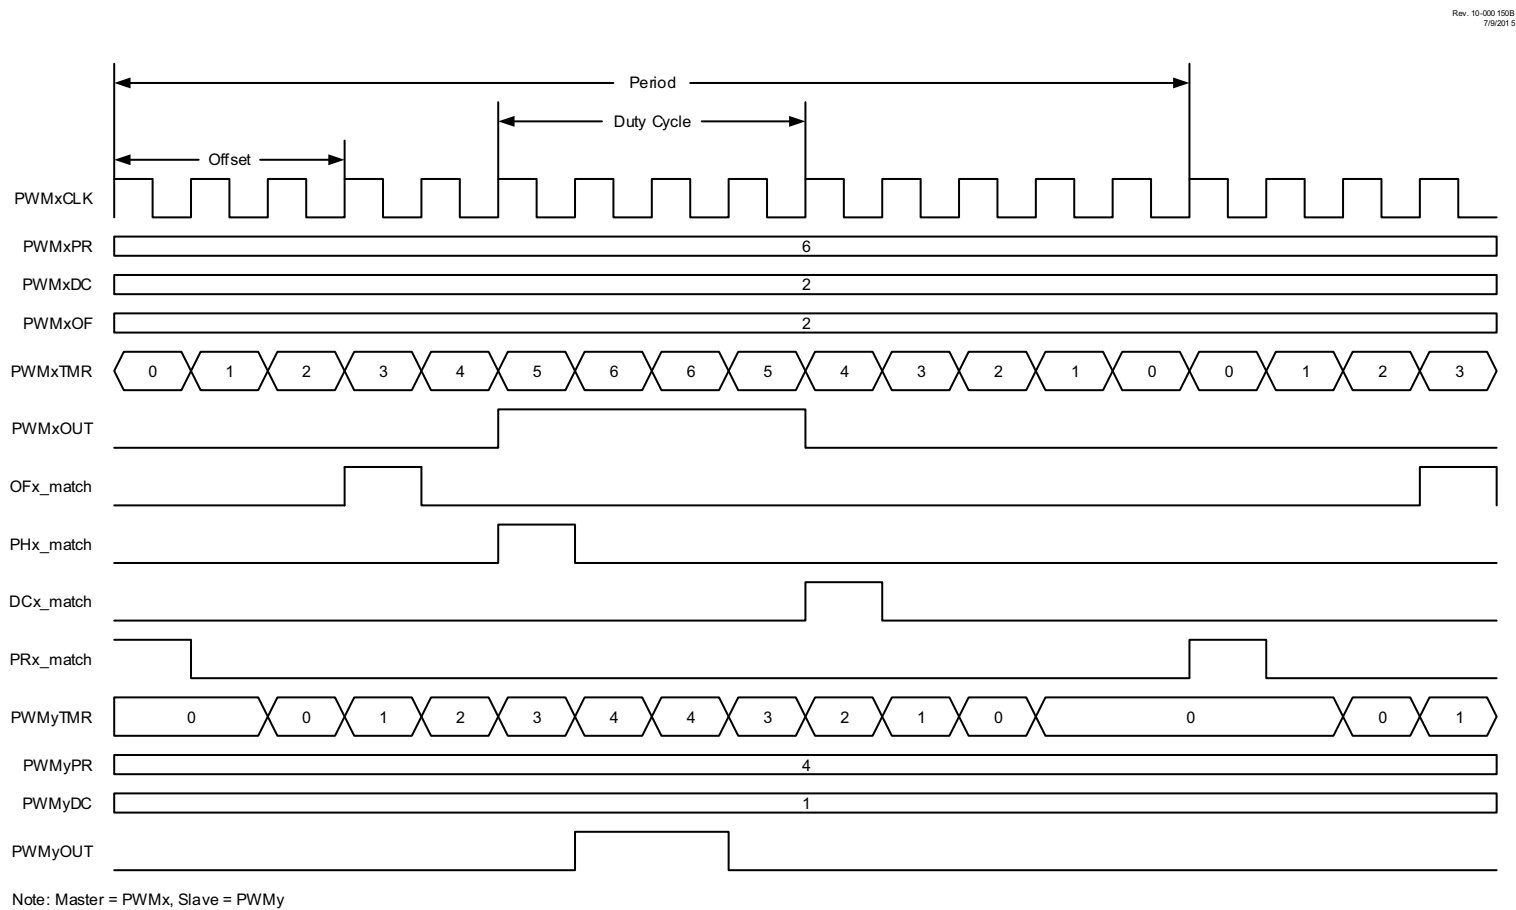 Rev. 10-000150B
7/9/2015
Period
Duty Cycle
Offset
PWMxCLK
PWMxPR 6
PWMxDC 2
PWMxOF 2
PWMxTMR 0 1 2 3 4 5 6 6 5 4 3 2 1 0 0 1 2 3
PWMxOUT
OFx_match
PHx_match
DCx_match
PRx_match
PWMyTMR 0 0 1 2 3 4 4 3 2 1 0 0 0 1
PWMyPR 4
PWMyDC 1
PWMyOUT
Note: Master = PWMx, Slave = PWMy